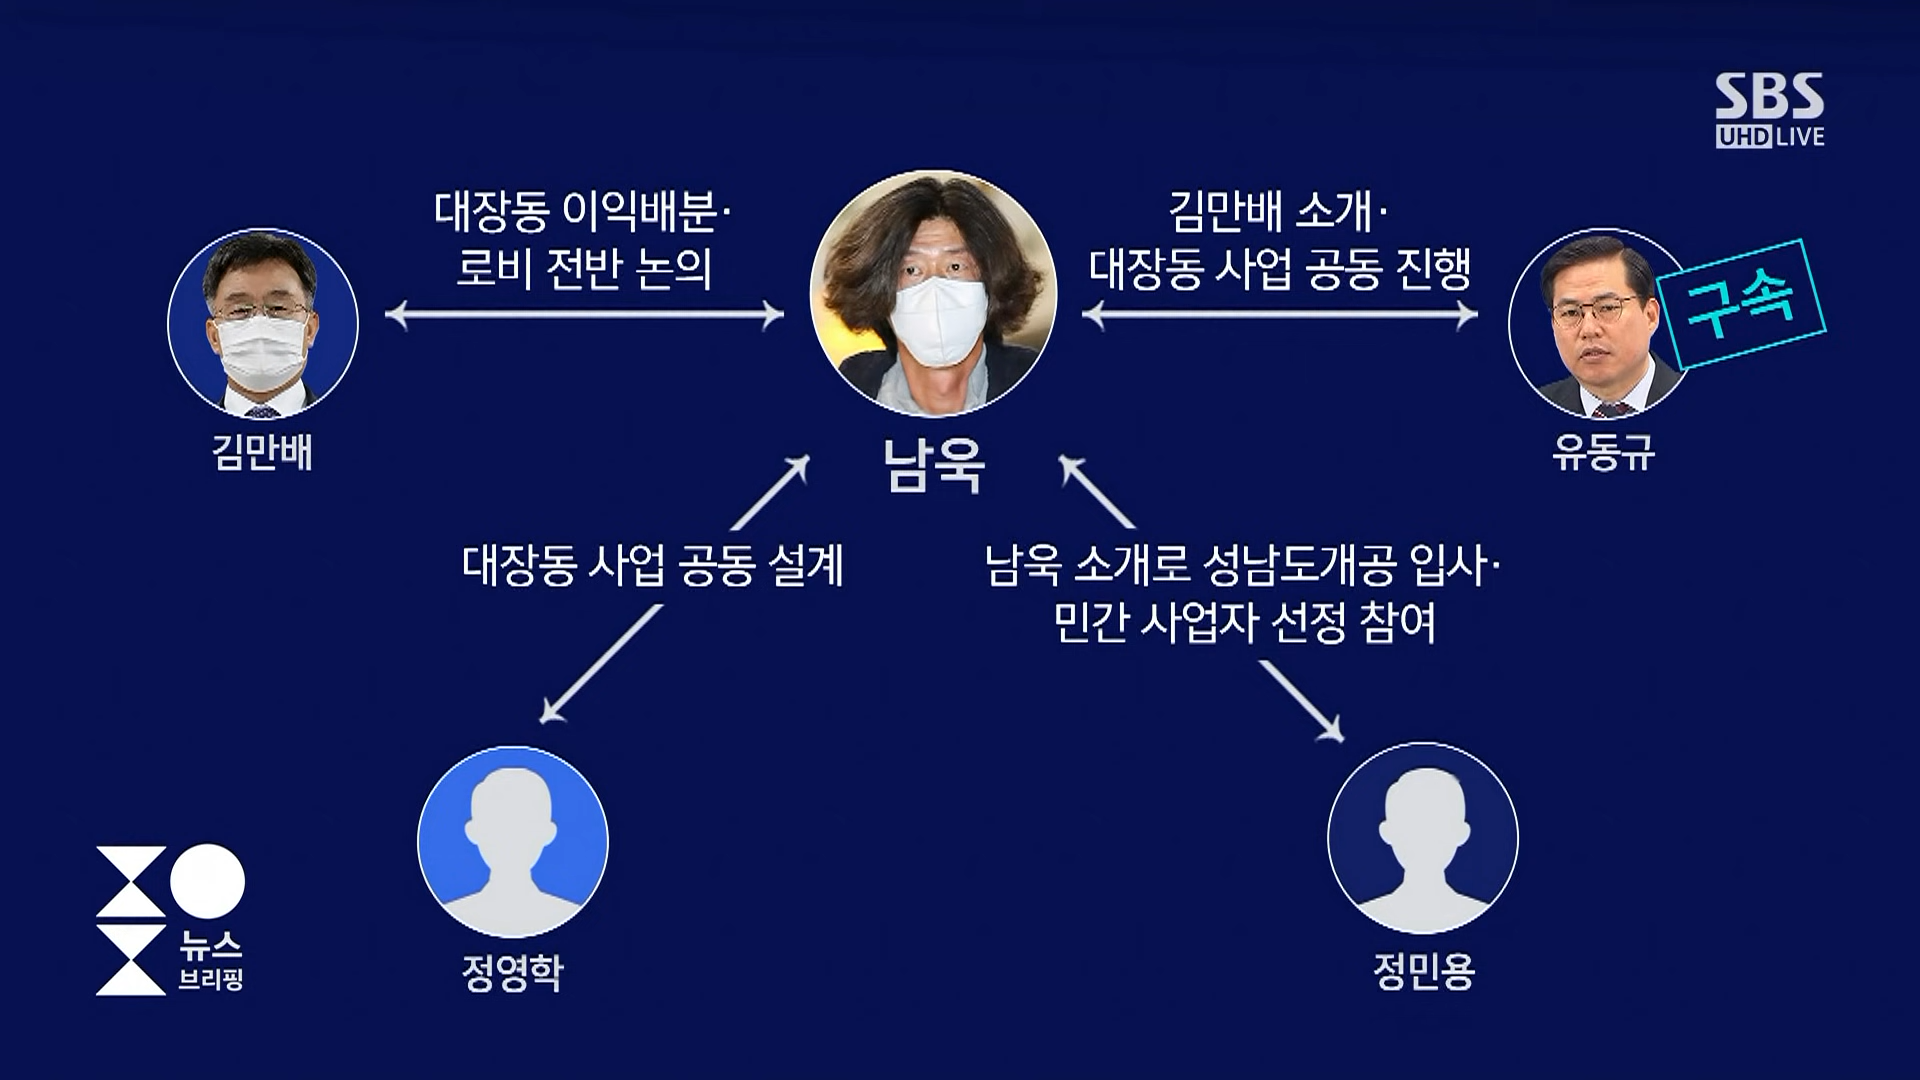 SBS
UHD LIVE
대장동 이익배분·
로비 전반 논의
김만배 소개·
대장동 사업 공동 진행
구속
김만배
남욱
유동규
대장동 사업 공동 설계
남욱 소개로 성남도개공 입사·
민간 사업자 선정 참여
정영학
정민용
뉴스
브리핑